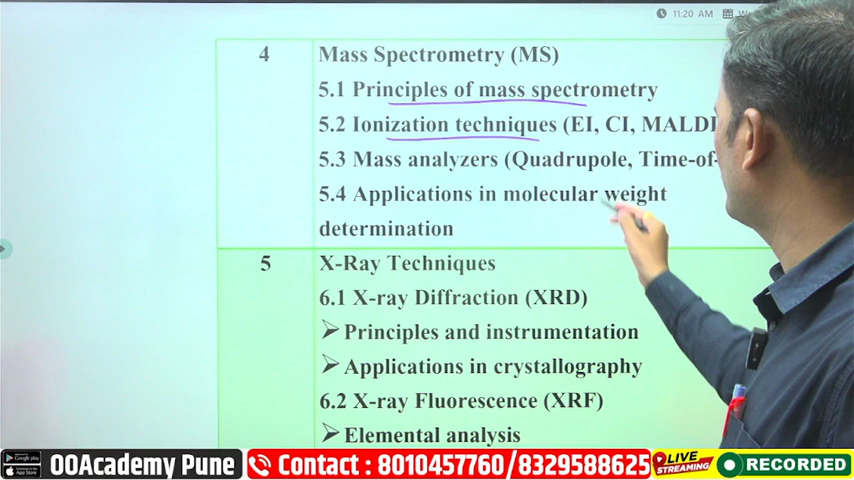 11:20 AM
4 Mass Spectrometry (MS)
5.1 Principles of mass spectrometry
5.2 Ionization techniques (EI, CI, MALDI
5.3 Mass analyzers (Quadrupole, Time-of-
5.4 Applications in molecular weight
determination
5 X-Ray Techniques
6.1 X-ray Diffraction (XRD)
➢ Principles and instrumentation
➢ Applications in crystallography
6.2 X-ray Fluorescence (XRF)
➢ Elemental analysis
Google play
App Store
OOAcademy Pune
Contact : 8010457760/8329588625
LIVE
STREAMING
RECORDED